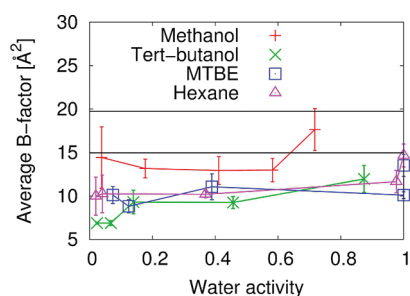 Methanol
Tert-butanol
MTBE
Hexane
Average B-factor [Å²]
30
25
20
15
10
5
0 0.2 0.4 0.6 0.8 1
Water activity